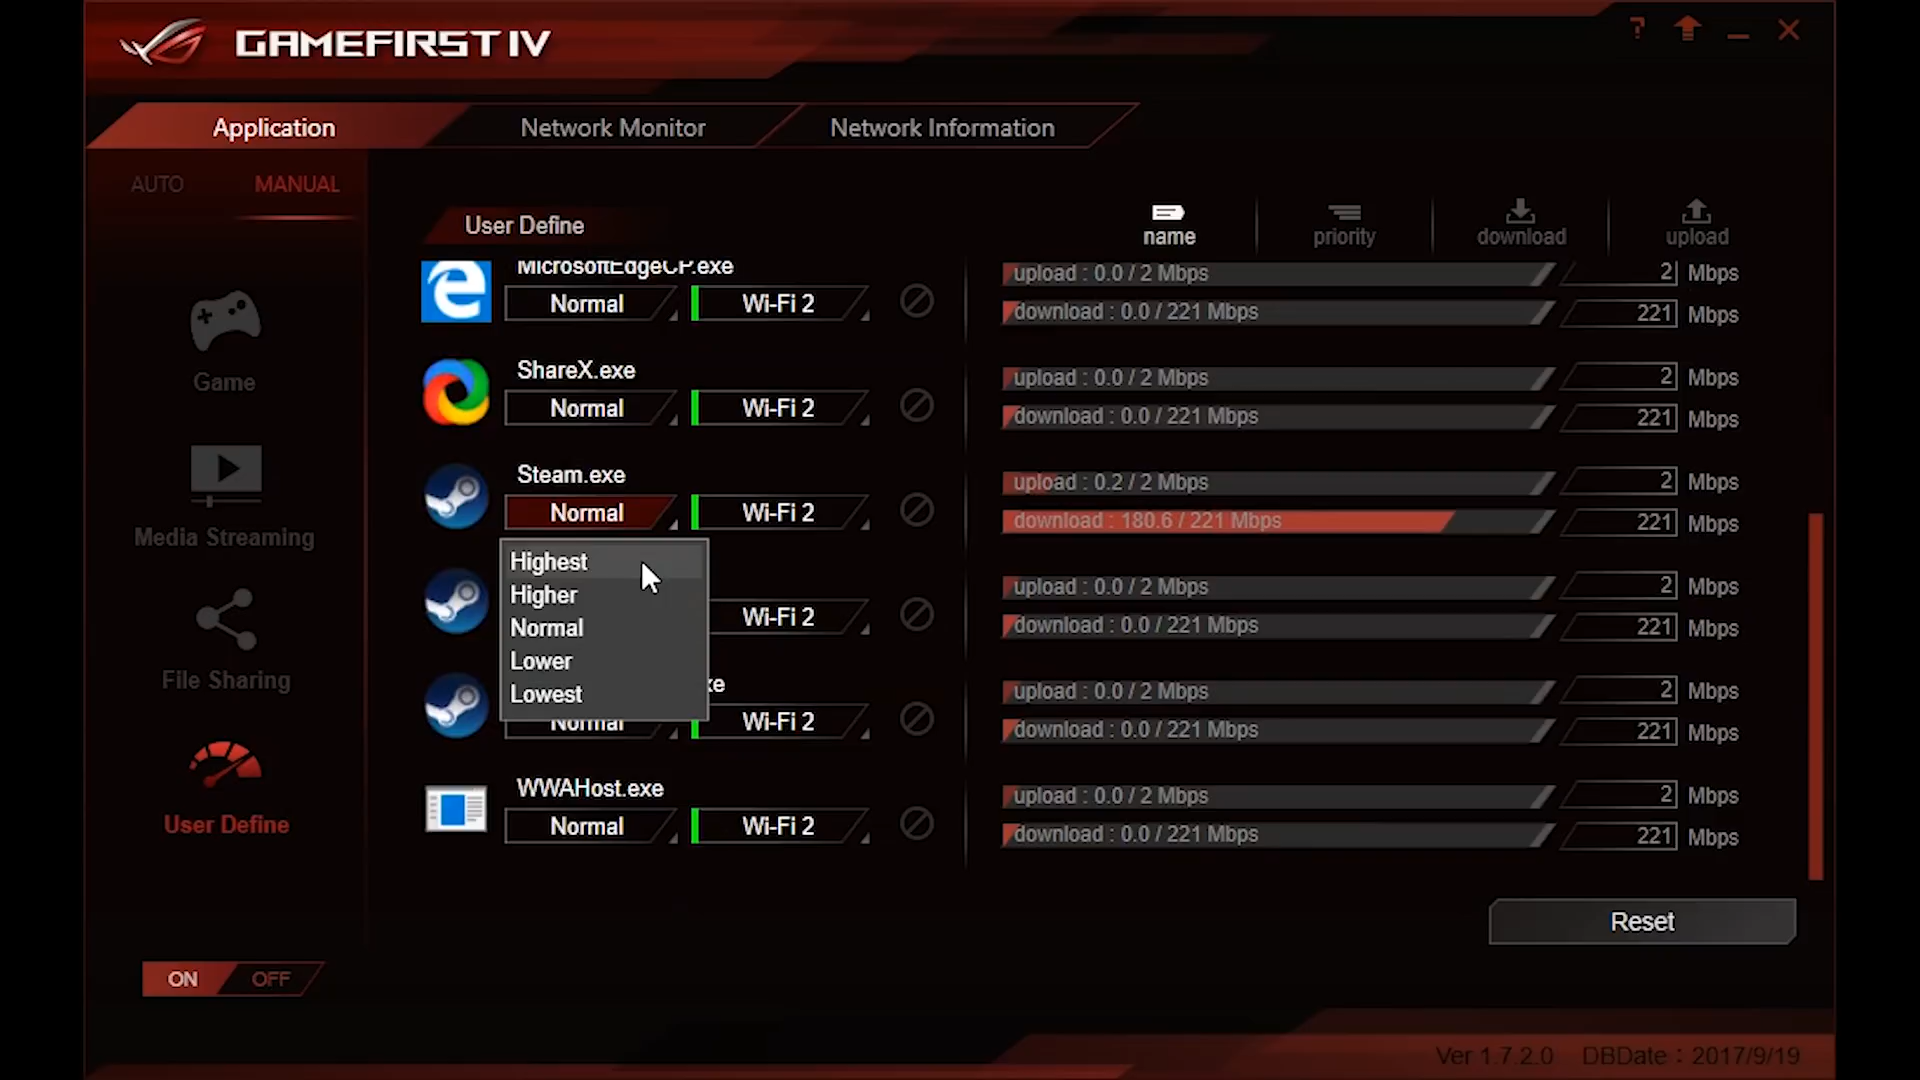 GAMEFIRST IV
?
Application
Network Monitor
Network Information
AUTO
MANUAL
Game
Media Streaming
File Sharing
User Define
ON
OFF
User Define
name
priority
download
upload
MicrosoftEdgeCP.exe
Normal
Wi-Fi 2
upload : 0.0 / 2 Mbps
2 Mbps
download : 0.0 / 221 Mbps
221 Mbps
ShareX.exe
Normal
Wi-Fi 2
upload : 0.0 / 2 Mbps
2 Mbps
download : 0.0 / 221 Mbps
221 Mbps
Steam.exe
Normal
Wi-Fi 2
upload : 0.2 / 2 Mbps
2 Mbps
download : 180.6 / 221 Mbps
221 Mbps
Highest
Higher
Normal
Lower
Lowest
Wi-Fi 2
upload : 0.0 / 2 Mbps
2 Mbps
download : 0.0 / 221 Mbps
221 Mbps
Normal
Wi-Fi 2
upload : 0.0 / 2 Mbps
2 Mbps
download : 0.0 / 221 Mbps
221 Mbps
WWAHost.exe
Normal
Wi-Fi 2
upload : 0.0 / 2 Mbps
2 Mbps
download : 0.0 / 221 Mbps
221 Mbps
Reset
Ver 1.7.2.0 DBDate : 2017/9/19